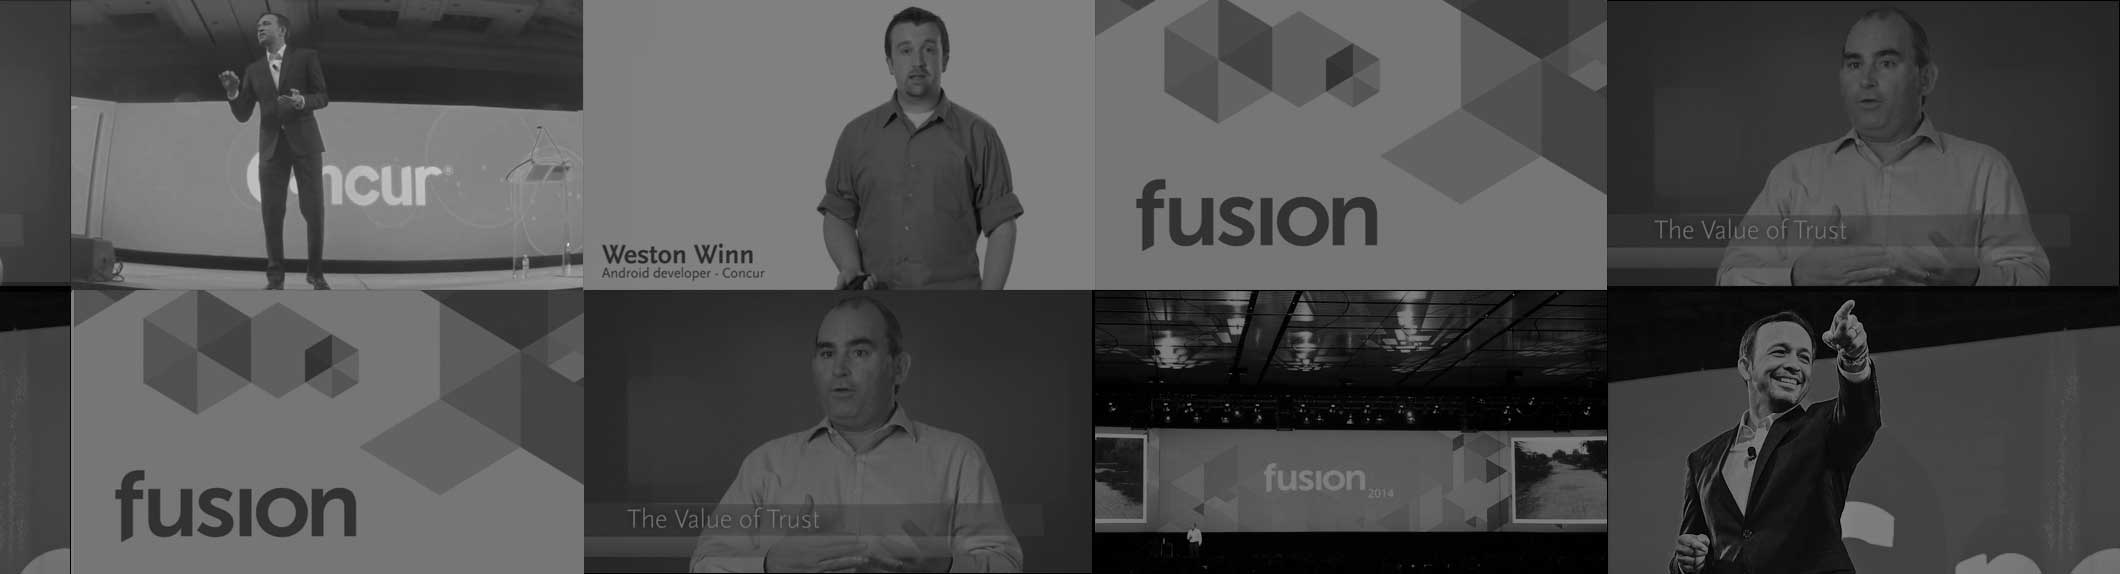 Concur
Weston Winn
Android developer - Concur
fusion
The Value of Trust
fusion
The Value of Trust
fusion
2014